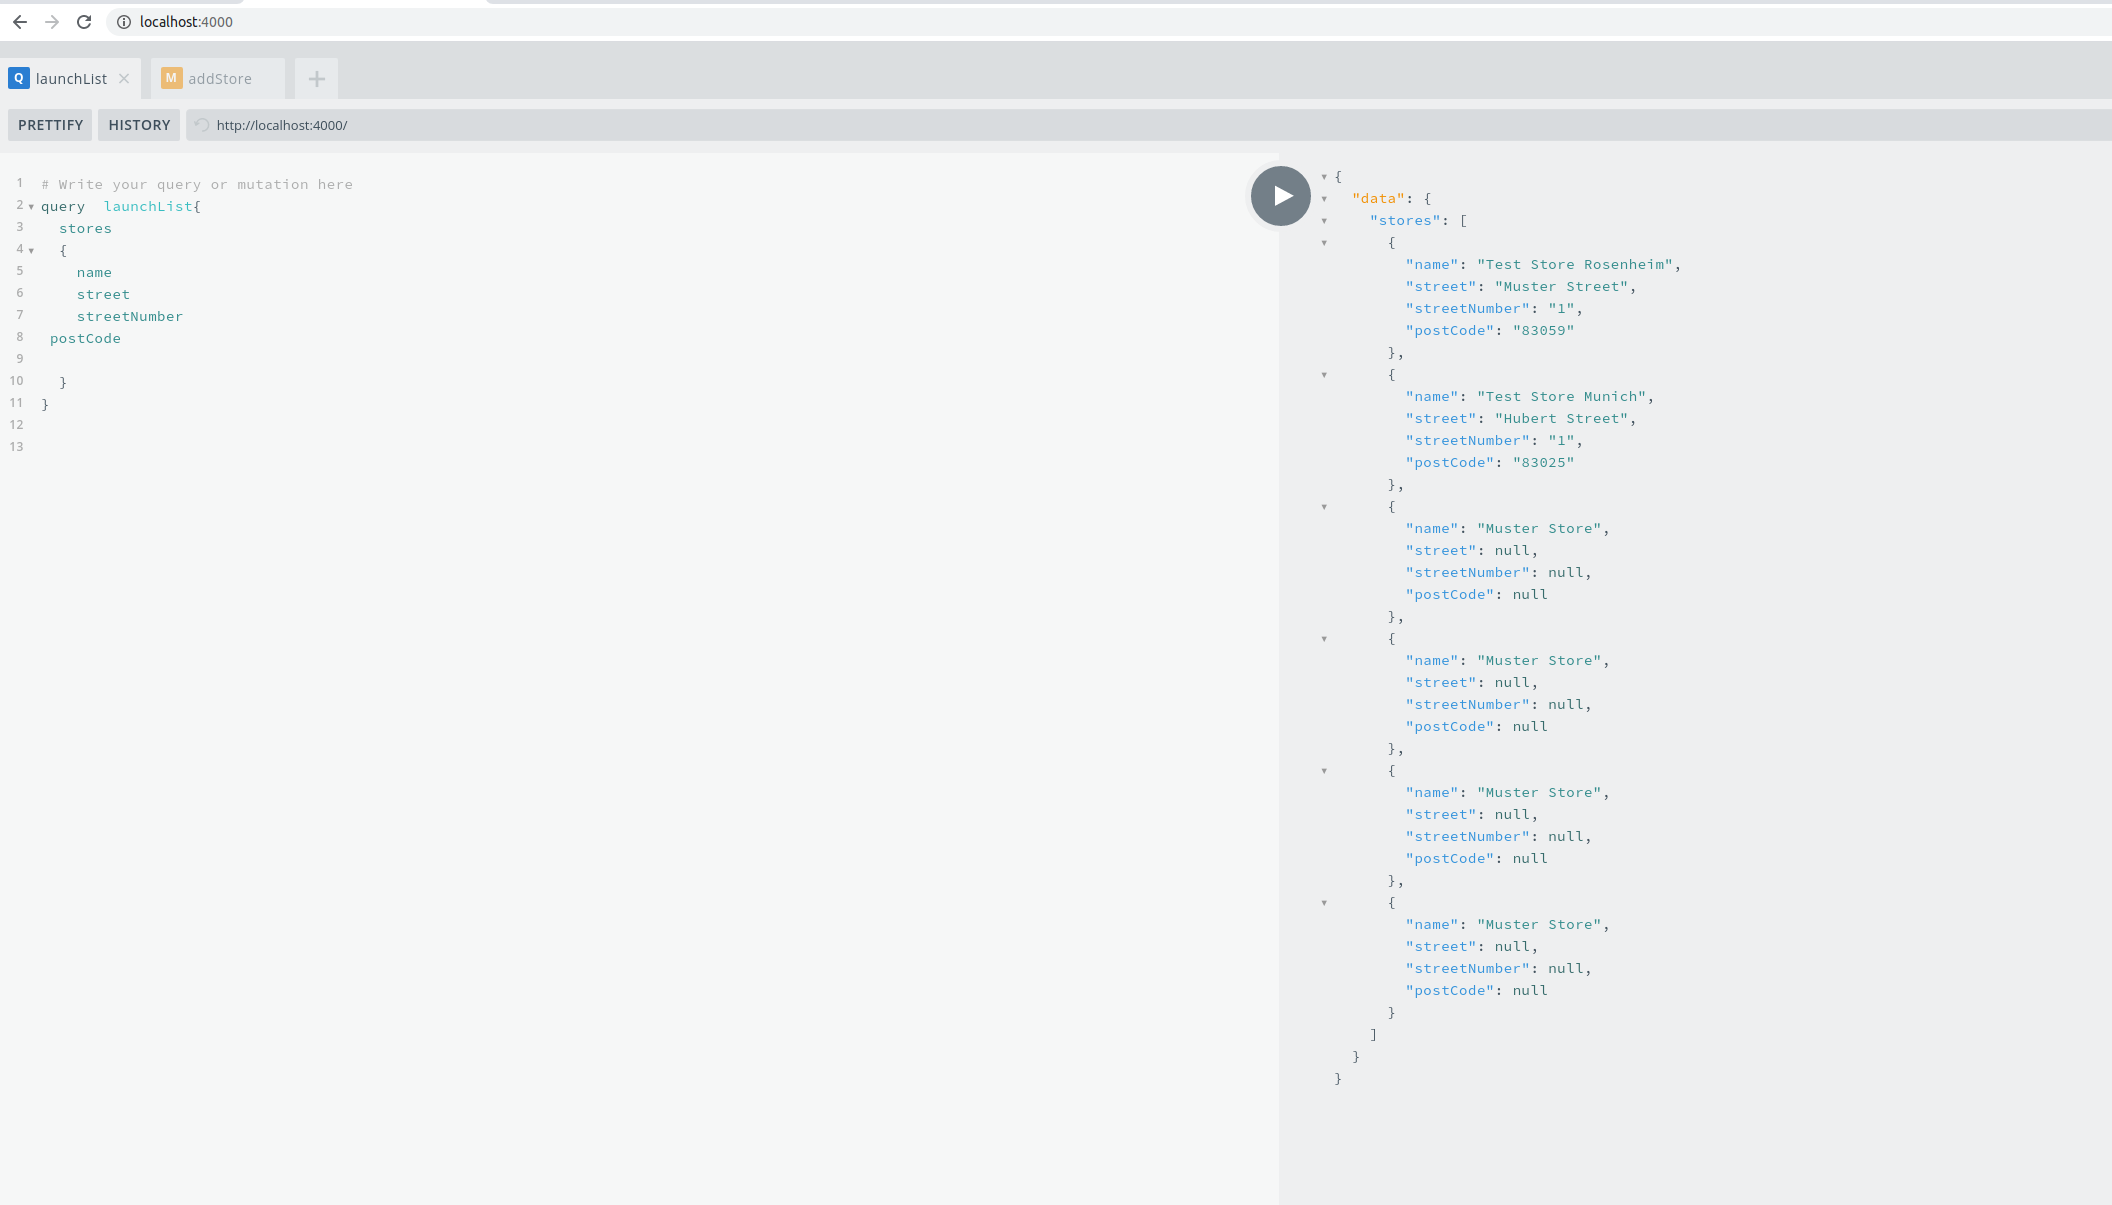 localhost:4000
Q launchList × M addStore +
PRETTIFY HISTORY http://localhost:4000/
1 # Write your query or mutation here
2 query  launchList{
3   stores
4   {
5     name
6     street
7     streetNumber
8  postCode
9
10   }
11 }
12
13
{
  "data": {
    "stores": [
      {
        "name": "Test Store Rosenheim",
        "street": "Muster Street",
        "streetNumber": "1",
        "postCode": "83059"
      },
      {
        "name": "Test Store Munich",
        "street": "Hubert Street",
        "streetNumber": "1",
        "postCode": "83025"
      },
      {
        "name": "Muster Store",
        "street": null,
        "streetNumber": null,
        "postCode": null
      },
      {
        "name": "Muster Store",
        "street": null,
        "streetNumber": null,
        "postCode": null
      },
      {
        "name": "Muster Store",
        "street": null,
        "streetNumber": null,
        "postCode": null
      },
      {
        "name": "Muster Store",
        "street": null,
        "streetNumber": null,
        "postCode": null
      }
    ]
  }
}